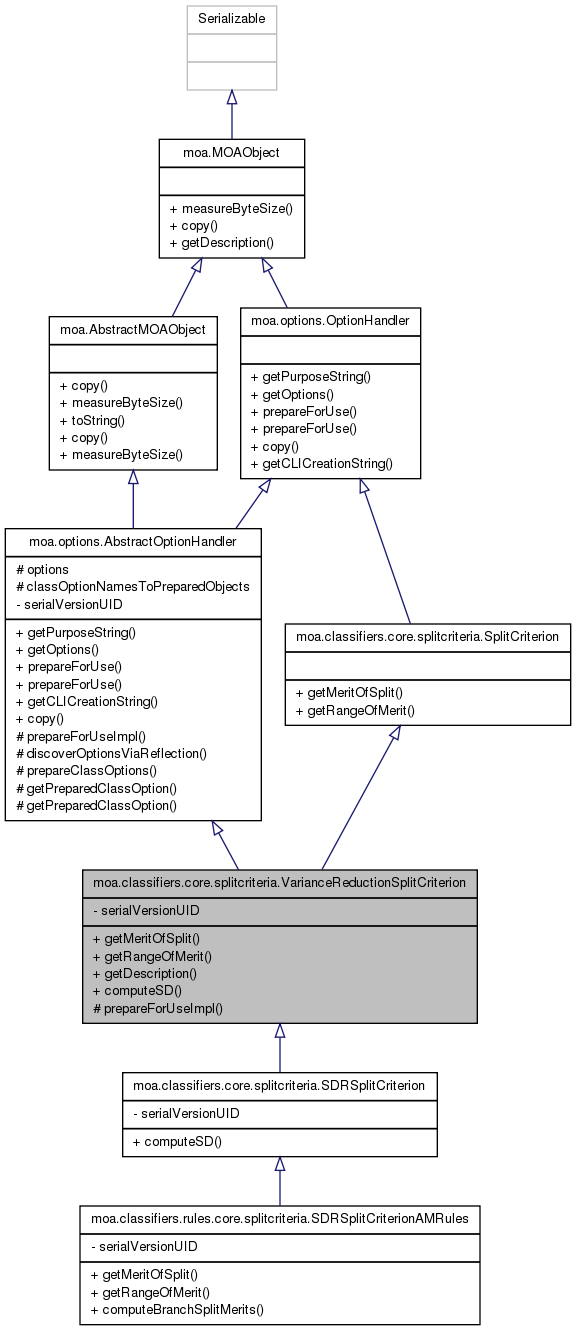 Serializable
moa.MOAObject
+ measureByteSize()
+ copy()
+ getDescription()
moa.AbstractMOAObject
+ copy()
+ measureByteSize()
+ toString()
+ copy()
+ measureByteSize()
moa.options.OptionHandler
+ getPurposeString()
+ getOptions()
+ prepareForUse()
+ prepareForUse()
+ copy()
+ getCLICreationString()
moa.options.AbstractOptionHandler
# options
# classOptionNamesToPreparedObjects
- serialVersionUID
+ getPurposeString()
+ getOptions()
+ prepareForUse()
+ prepareForUse()
+ getCLICreationString()
+ copy()
# prepareForUseImpl()
# discoverOptionsViaReflection()
# prepareClassOptions()
# getPreparedClassOption()
# getPreparedClassOption()
moa.classifiers.core.splitcriteria.SplitCriterion
+ getMeritOfSplit()
+ getRangeOfMerit()
moa.classifiers.core.splitcriteria.VarianceReductionSplitCriterion
- serialVersionUID
+ getMeritOfSplit()
+ getRangeOfMerit()
+ getDescription()
+ computeSD()
# prepareForUseImpl()
moa.classifiers.core.splitcriteria.SDRSplitCriterion
- serialVersionUID
+ computeSD()
moa.classifiers.rules.core.splitcriteria.SDRSplitCriterionAMRules
- serialVersionUID
+ getMeritOfSplit()
+ getRangeOfMerit()
+ computeBranchSplitMerits()